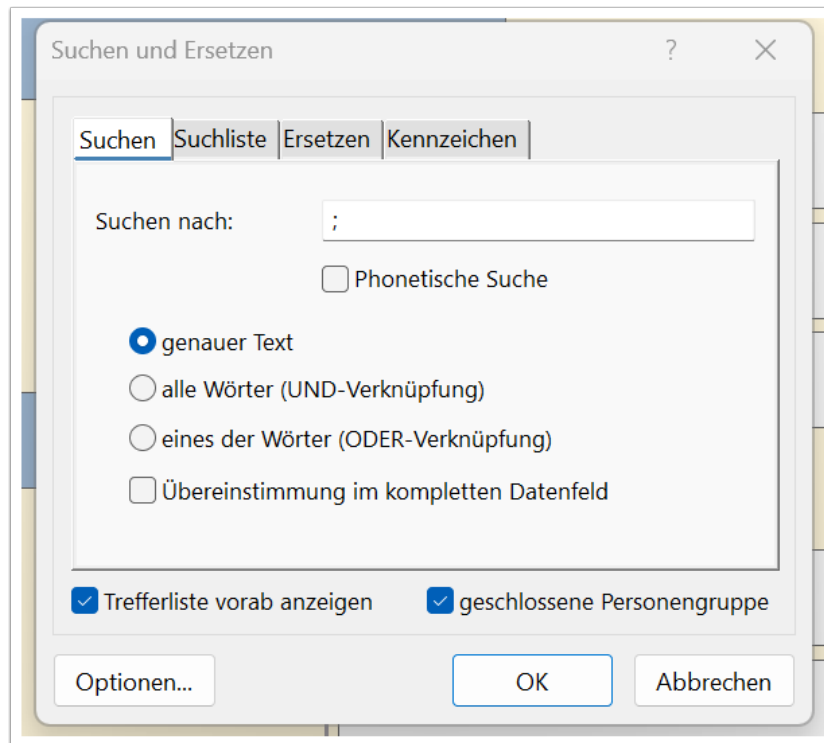 Suchen und Ersetzen ?
Suchen Suchliste Ersetzen Kennzeichen
Suchen nach: ;
Phonetische Suche
genauer Text
alle Wörter (UND-Verknüpfung)
eines der Wörter (ODER-Verknüpfung)
Übereinstimmung im kompletten Datenfeld
Trefferliste vorab anzeigen geschlossene Personengruppe
Optionen... OK Abbrechen